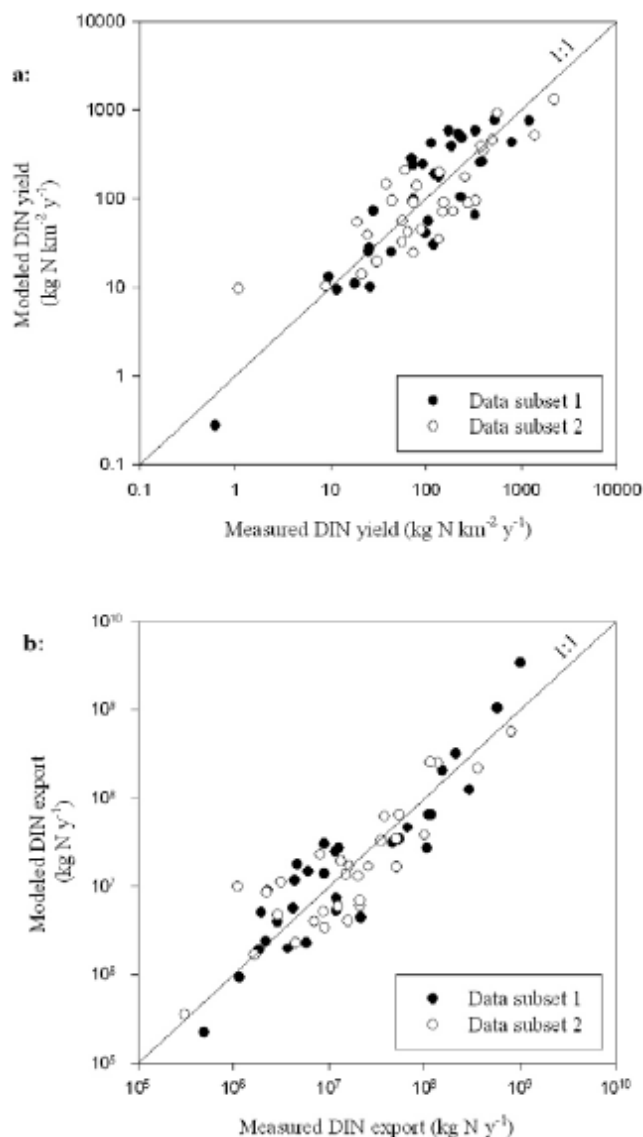 a:
10000
1000
100
10
1
0.1
Modeled DIN yield
(kg N km⁻² y⁻¹)
1:1
Data subset 1
Data subset 2
0.1 1 10 100 1000 10000
Measured DIN yield (kg N km⁻² y⁻¹)
b:
10¹⁰
10⁹
10⁸
10⁷
10⁶
10⁵
Modeled DIN export
(kg N y⁻¹)
1:1
Data subset 1
Data subset 2
10⁵ 10⁶ 10⁷ 10⁸ 10⁹ 10¹⁰
Measured DIN export (kg N y⁻¹)